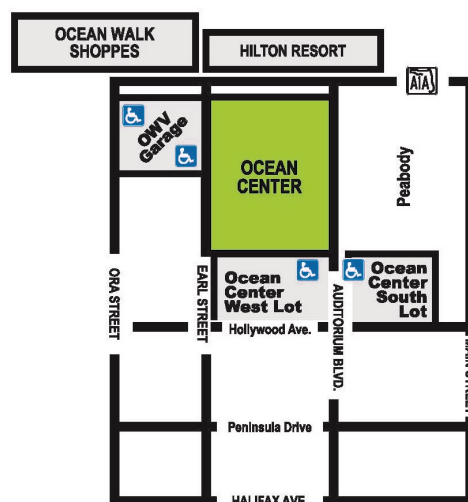 OCEAN WALK
SHOPPES
HILTON RESORT
A1A
OWV
Garage
OCEAN
CENTER
Peabody
ORA STREET
EARL STREET
Ocean
Center
West Lot
AUDITORIUM BLVD.
Ocean
Center
South
Lot
Hollywood Ave.
Peninsula Drive
HALIFAX AVE